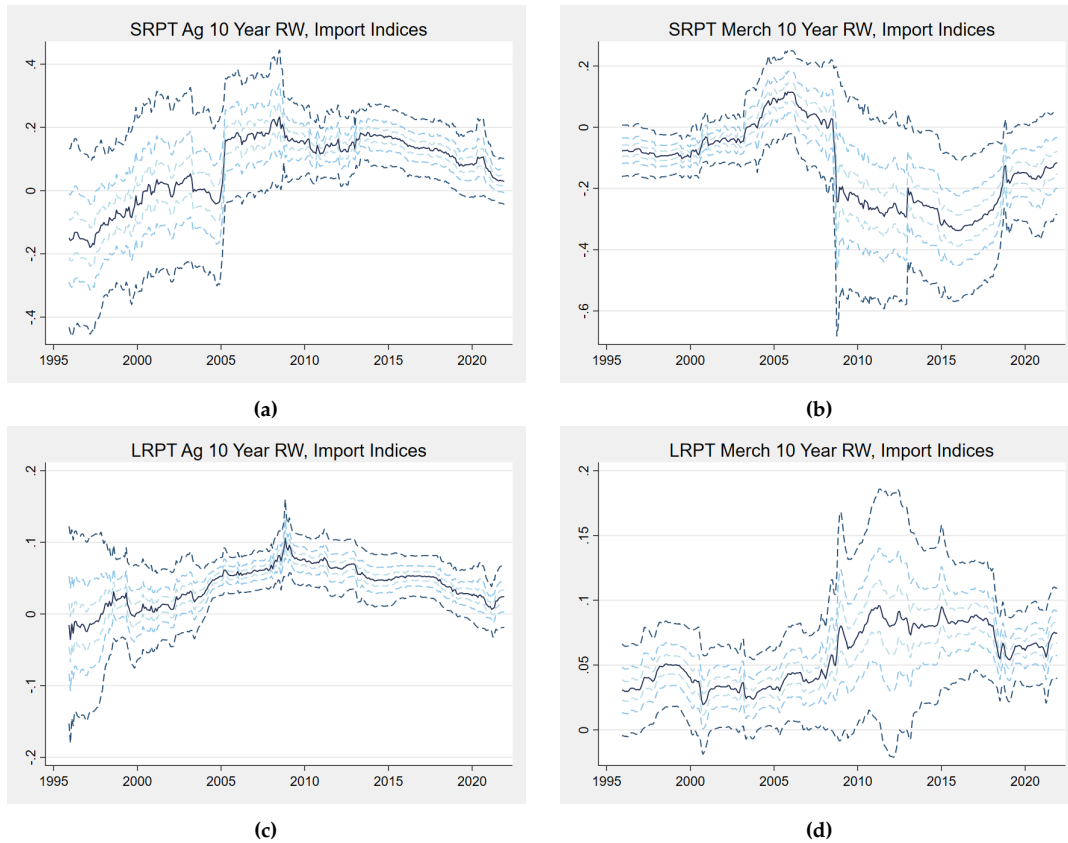 SRPT Ag 10 Year RW, Import Indices
.4
.2
0
-.2
-.4
1995 2000 2005 2010 2015 2020
(a)
SRPT Merch 10 Year RW, Import Indices
.2
0
-.2
-.4
-.6
1995 2000 2005 2010 2015 2020
(b)
LRPT Ag 10 Year RW, Import Indices
.2
.1
0
-.1
-.2
1995 2000 2005 2010 2015 2020
(c)
LRPT Merch 10 Year RW, Import Indices
.2
.15
.1
.05
0
1995 2000 2005 2010 2015 2020
(d)